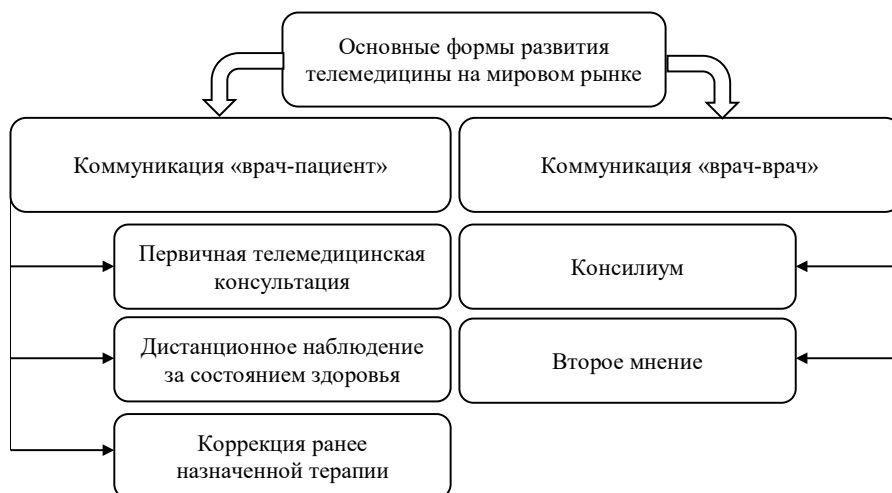 Основные формы развития
телемедицины на мировом рынке
Коммуникация «врач-пациент»
Коммуникация «врач-врач»
Первичная телемедицинская
консультация
Консилиум
Дистанционное наблюдение
за состоянием здоровья
Второе мнение
Коррекция ранее
назначенной терапии